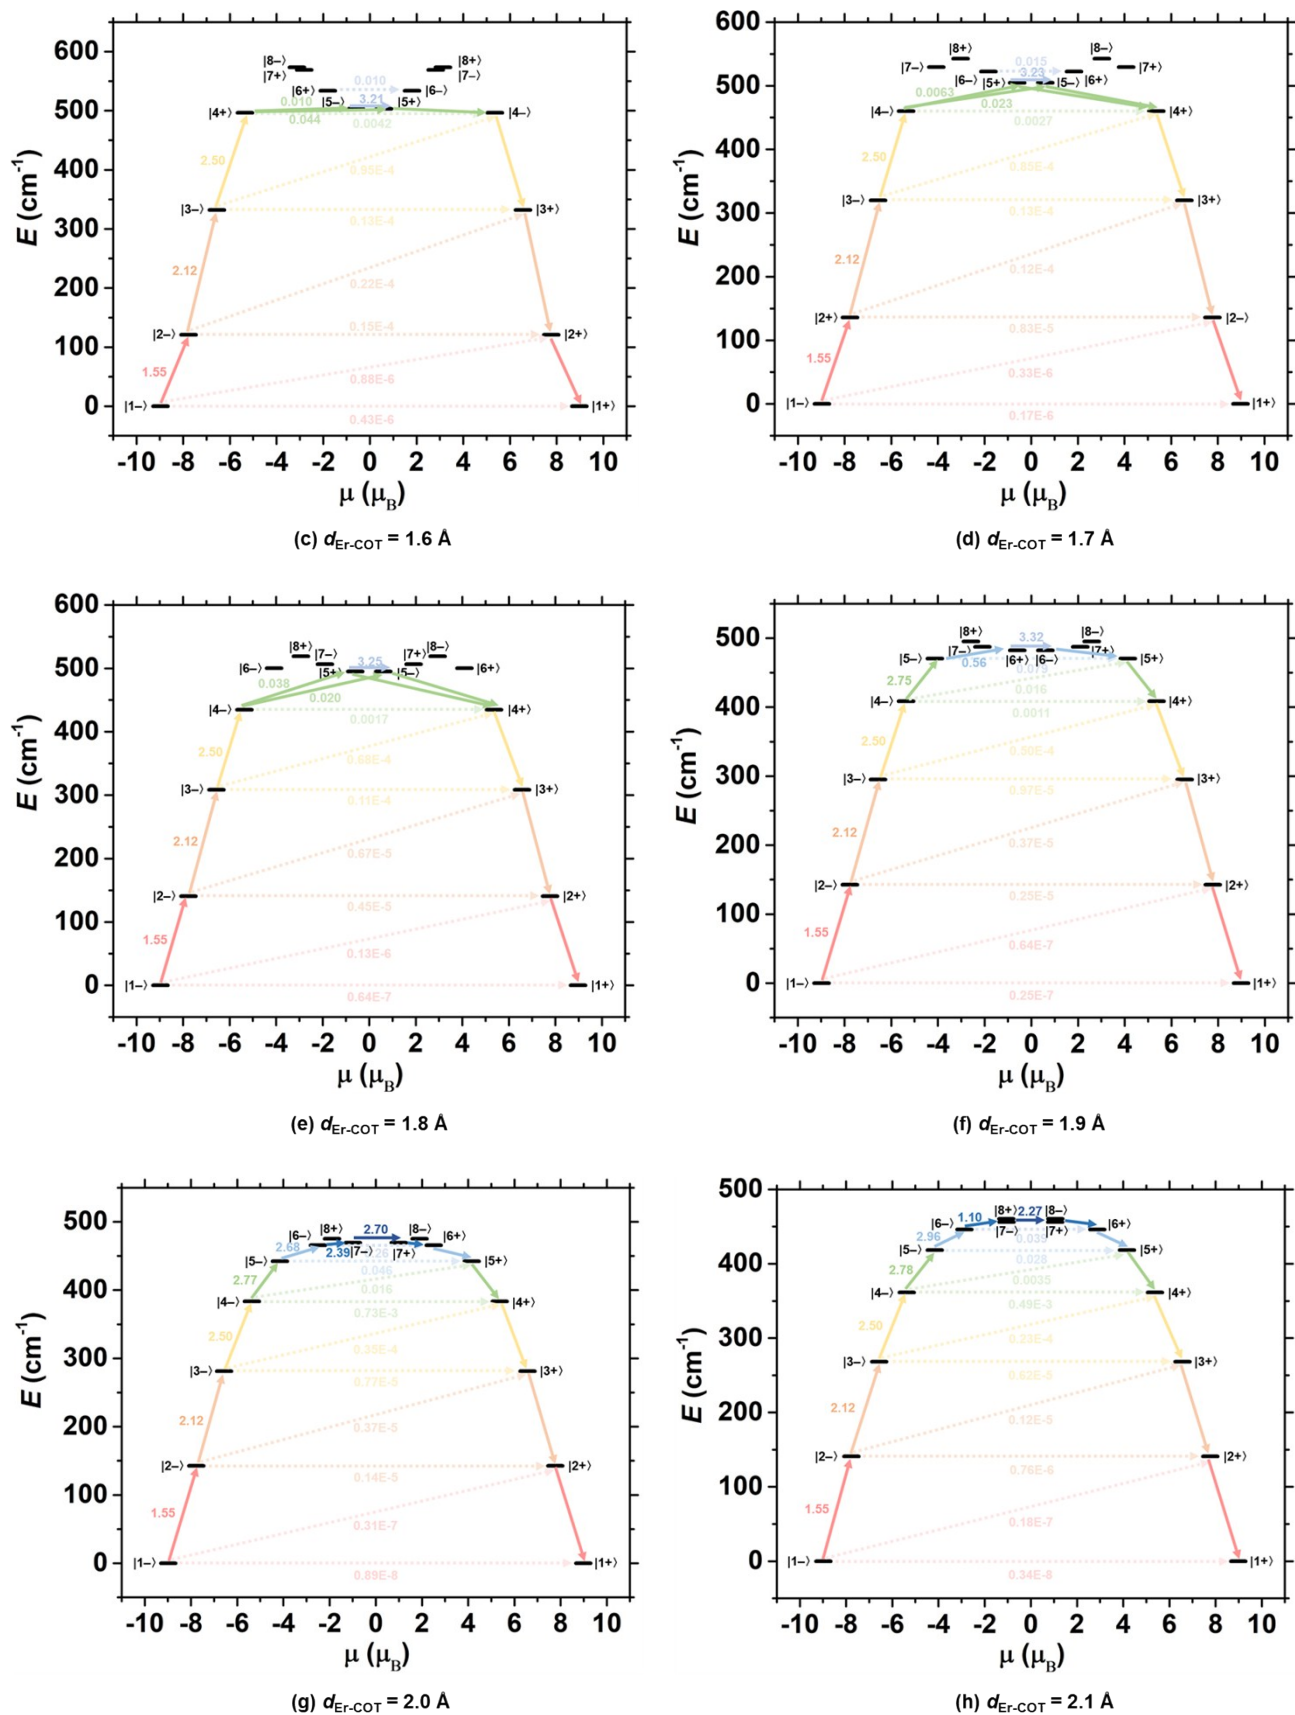 600
500
400
300
200
100
0
E (cm⁻¹)
|8−⟩
|7+⟩
|8+⟩
|7−⟩
|6+⟩
0.010
|6−⟩
|5−⟩
3.21
|5+⟩
|4+⟩
0.010
0.044
0.0042
|4−⟩
2.50
0.95E-4
|3−⟩
0.13E-4
|3+⟩
2.12
0.22E-4
|2−⟩
0.15E-4
|2+⟩
1.55
0.88E-6
|1−⟩
0.43E-6
|1+⟩
-10 -8 -6 -4 -2 0 2 4 6 8 10
μ (μB)
(c) dEr-COT = 1.6 Å
600
500
400
300
200
100
0
E (cm⁻¹)
|8+⟩
|8−⟩
|7−⟩
|7+⟩
0.015
|6−⟩
|6+⟩
3.23
|5+⟩
|5−⟩
0.0063
0.023
0.0027
|4−⟩
|4+⟩
2.50
0.85E-4
|3−⟩
0.13E-4
|3+⟩
2.12
0.12E-4
|2+⟩
0.83E-5
|2−⟩
1.55
0.33E-6
|1−⟩
0.17E-6
|1+⟩
-10 -8 -6 -4 -2 0 2 4 6 8 10
μ (μB)
(d) dEr-COT = 1.7 Å
600
500
400
300
200
100
0
E (cm⁻¹)
|8+⟩
|8−⟩
|7−⟩
|7+⟩
|6−⟩
|6+⟩
3.25
|5+⟩
|5−⟩
0.038
0.020
|4−⟩
0.0017
|4+⟩
2.50
0.68E-4
|3−⟩
0.11E-4
|3+⟩
2.12
0.67E-5
|2−⟩
0.45E-5
|2+⟩
1.55
0.13E-6
|1−⟩
0.64E-7
|1+⟩
-10 -8 -6 -4 -2 0 2 4 6 8 10
μ (μB)
(e) dEr-COT = 1.8 Å
500
400
300
200
100
0
E (cm⁻¹)
|8+⟩
|8−⟩
3.32
|7−⟩
|7+⟩
|6+⟩
|6−⟩
|5−⟩
0.56
|5+⟩
2.75
0.016
|4−⟩
0.0011
|4+⟩
2.50
0.50E-4
|3−⟩
0.97E-5
|3+⟩
2.12
0.37E-5
|2−⟩
0.25E-5
|2+⟩
1.55
0.64E-7
|1−⟩
0.25E-7
|1+⟩
-10 -8 -6 -4 -2 0 2 4 6 8 10
μ (μB)
(f) dEr-COT = 1.9 Å
500
400
300
200
100
0
E (cm⁻¹)
|8+⟩
2.70
|8−⟩
|6−⟩
|6+⟩
2.68
2.39
|7−⟩
|7+⟩
|5−⟩
0.046
|5+⟩
2.77
0.016
|4−⟩
0.73E-3
|4+⟩
2.50
0.35E-4
|3−⟩
0.77E-5
|3+⟩
2.12
0.37E-5
|2−⟩
0.14E-5
|2+⟩
1.55
0.31E-7
|1−⟩
0.89E-8
|1+⟩
-10 -8 -6 -4 -2 0 2 4 6 8 10
μ (μB)
(g) dEr-COT = 2.0 Å
500
400
300
200
100
0
E (cm⁻¹)
|8+⟩
2.27
|8−⟩
1.10
|6−⟩
|7−⟩
|7+⟩
|6+⟩
2.96
0.039
|5−⟩
0.028
|5+⟩
2.78
0.0035
|4−⟩
0.49E-3
|4+⟩
2.50
0.23E-4
|3−⟩
0.62E-5
|3+⟩
2.12
0.12E-5
|2−⟩
0.76E-6
|2+⟩
1.55
0.18E-7
|1−⟩
0.34E-8
|1+⟩
-10 -8 -6 -4 -2 0 2 4 6 8 10
μ (μB)
(h) dEr-COT = 2.1 Å